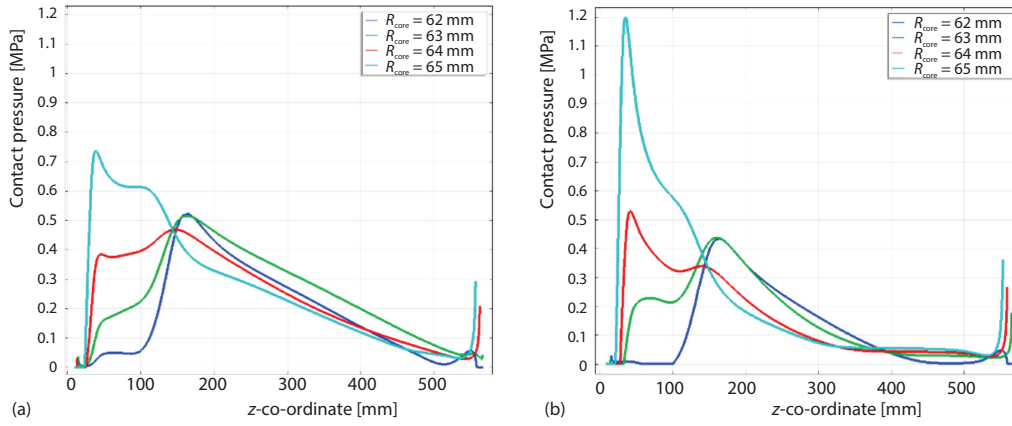 Contact pressure [MPa]
1.2
1.1
1
0.9
0.8
0.7
0.6
0.5
0.4
0.3
0.2
0.1
0
R_core = 62 mm
R_core = 63 mm
R_core = 64 mm
R_core = 65 mm
0 100 200 300 400 500
(a) z-co-ordinate [mm]
Contact pressure [MPa]
1.2
1.1
1
0.9
0.8
0.7
0.6
0.5
0.4
0.3
0.2
0.1
0
R_core = 62 mm
R_core = 63 mm
R_core = 64 mm
R_core = 65 mm
0 100 200 300 400 500
(b) z-co-ordinate [mm]